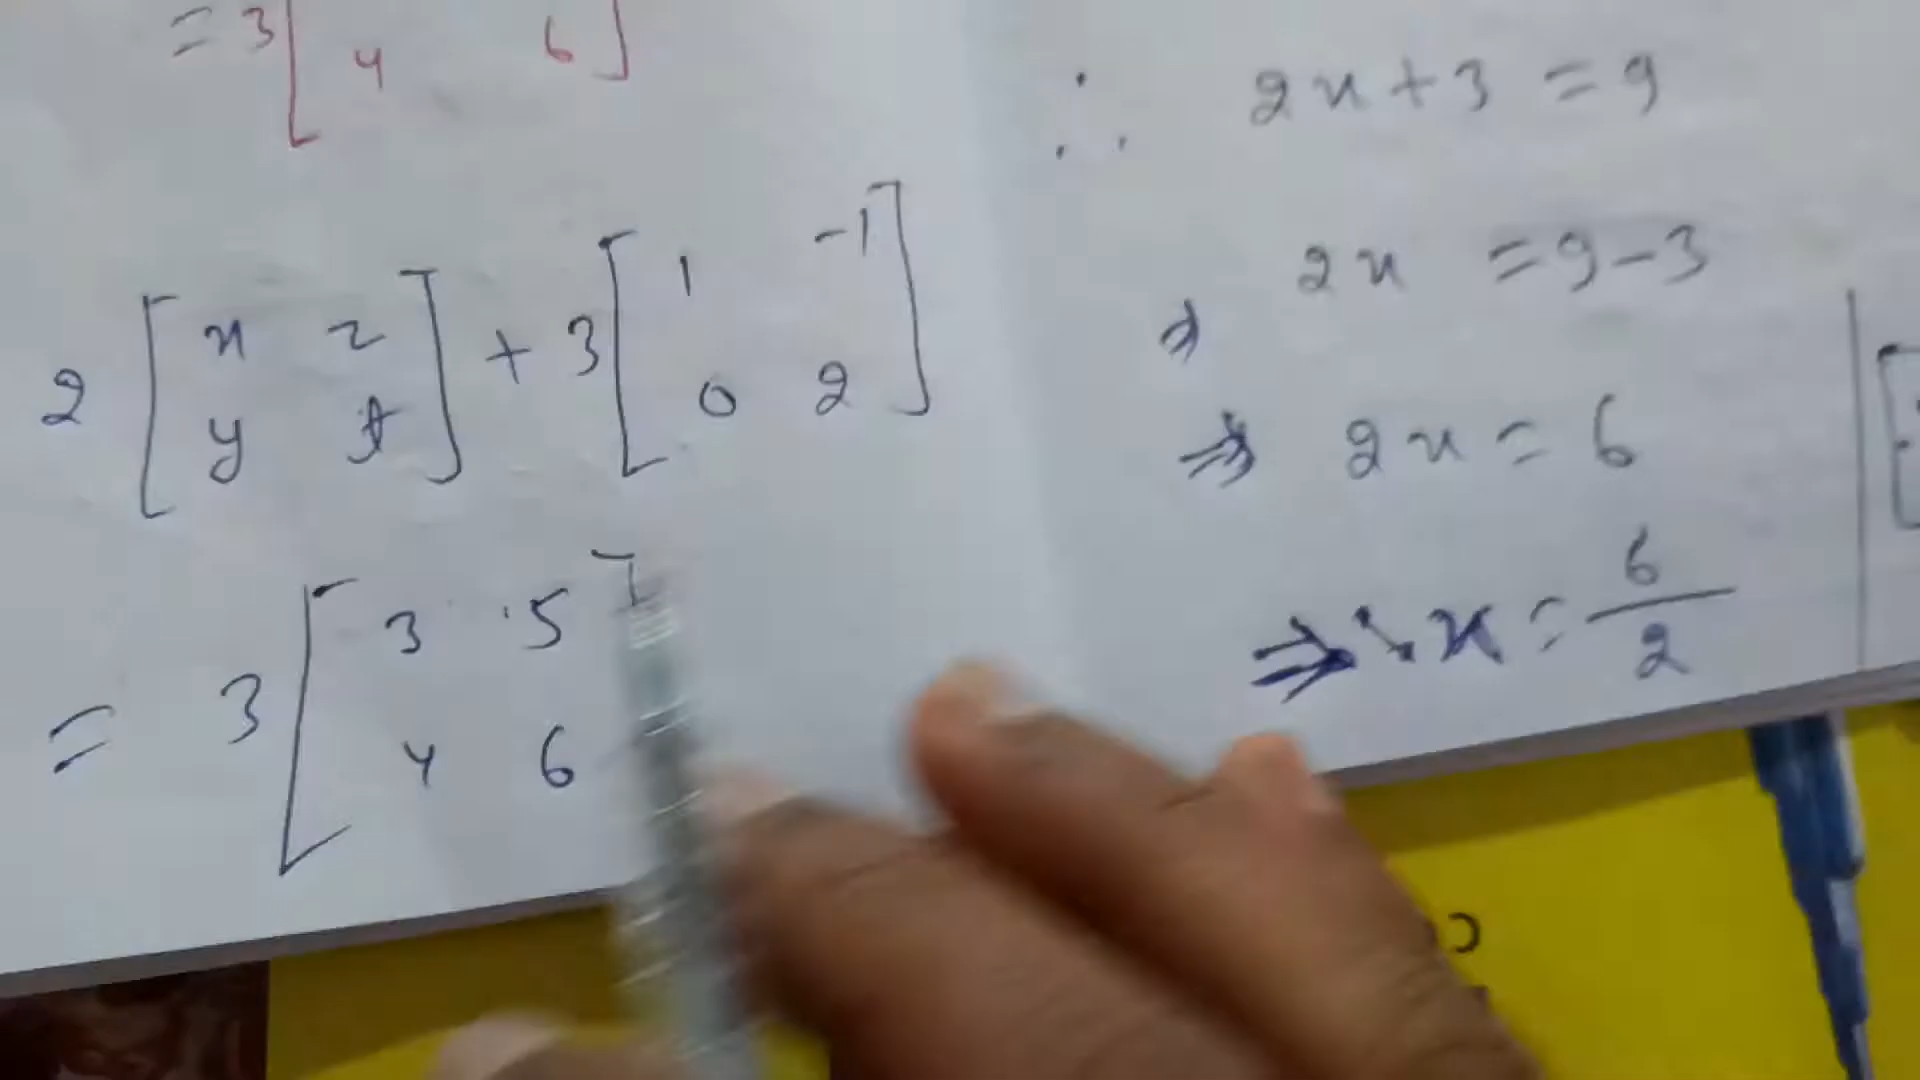 = 3 [
4 6 ]
2 [ x z
y t ] + 3 [ 1 -1
0 2 ]
= 3 [ 3 5
4 6
∴ 2x + 3 = 9
⇒ 2x = 9 - 3
⇒ 2x = 6
⇒ x = 6/2